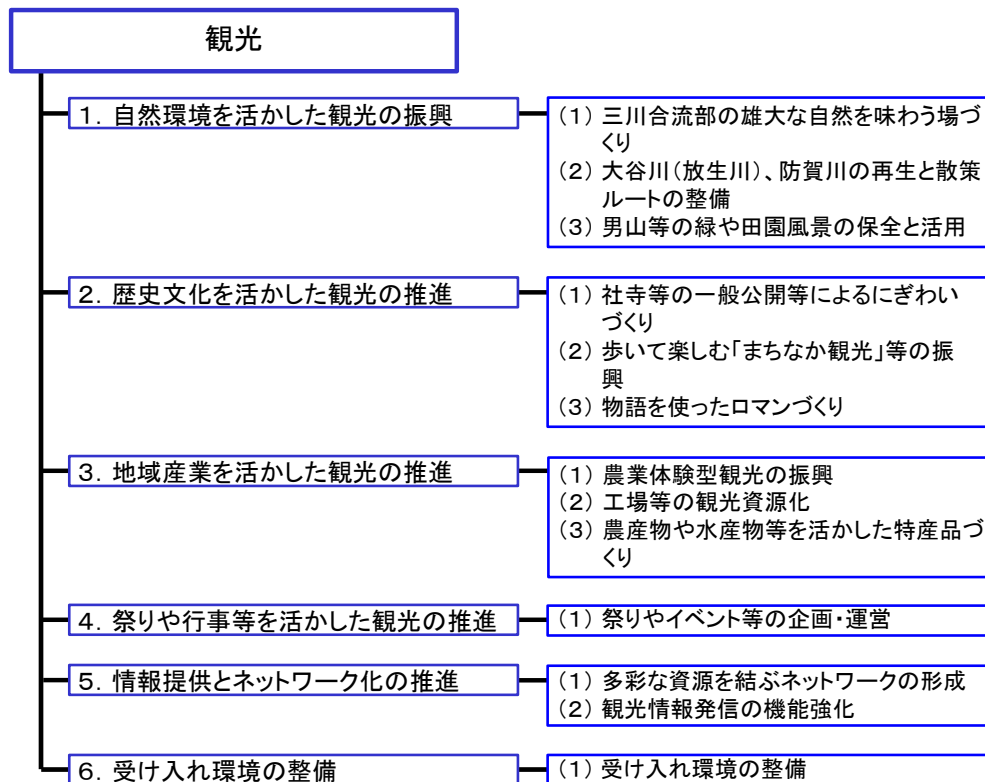 観光
1．自然環境を活かした観光の振興
（1）三川合流部の雄大な自然を味わう場づ
くり
（2）大谷川（放生川）、防賀川の再生と散策
ルートの整備
（3）男山等の緑や田園風景の保全と活用
2．歴史文化を活かした観光の推進
（1）社寺等の一般公開等によるにぎわい
づくり
（2）歩いて楽しむ「まちなか観光」等の振
興
（3）物語を使ったロマンづくり
3．地域産業を活かした観光の推進
（1）農業体験型観光の振興
（2）工場等の観光資源化
（3）農産物や水産物等を活かした特産品づ
くり
4．祭りや行事等を活かした観光の推進
（1）祭りやイベント等の企画・運営
5．情報提供とネットワーク化の推進
（1）多彩な資源を結ぶネットワークの形成
（2）観光情報発信の機能強化
6．受け入れ環境の整備
（1）受け入れ環境の整備